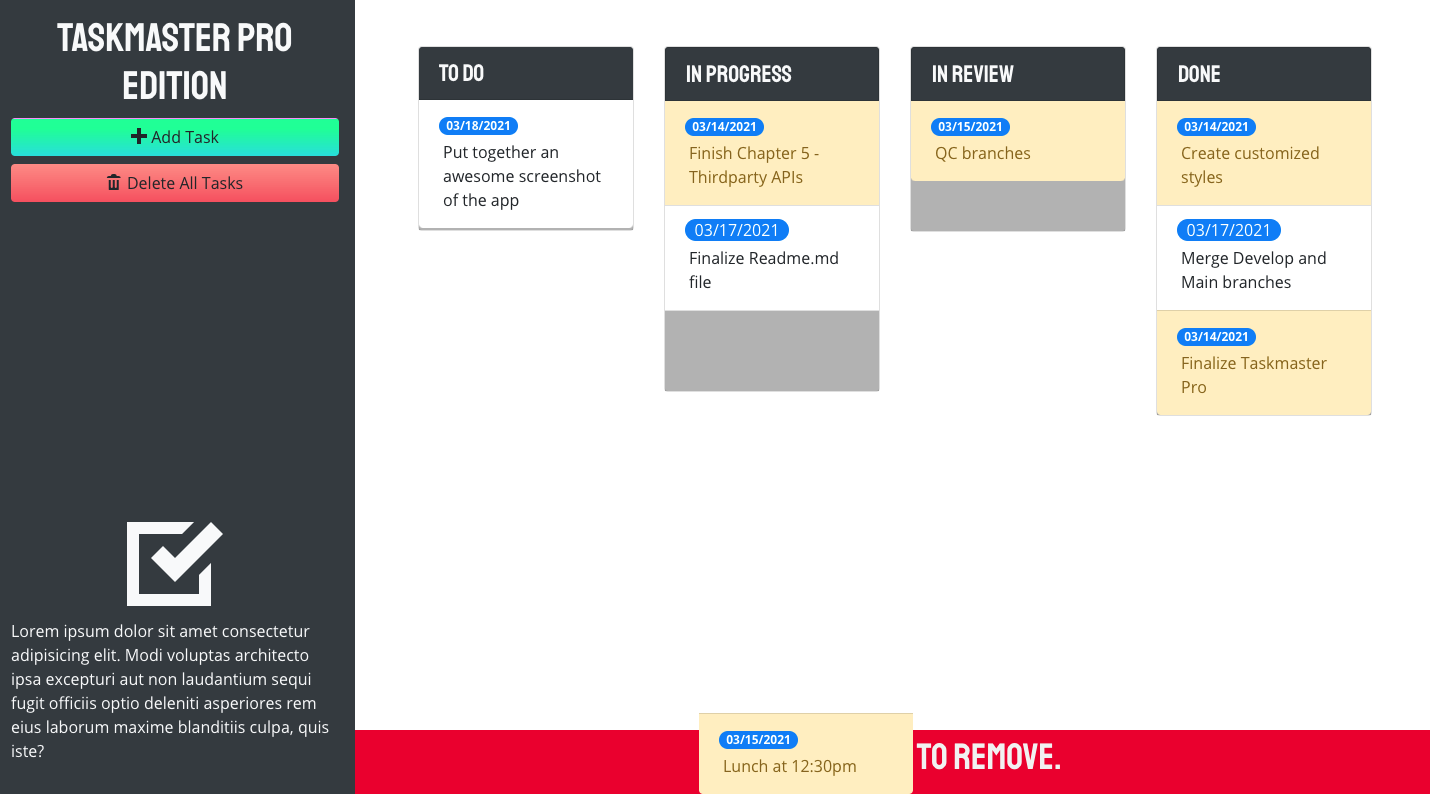 TASKMASTER PRO
EDITION
Add Task
Delete All Tasks
Lorem ipsum dolor sit amet consectetur
adipisicing elit. Modi voluptas architecto
ipsa excepturi aut non laudantium sequi
fugit officiis optio deleniti asperiores rem
eius laborum maxime blanditiis culpa, quis
iste?
TO DO
03/18/2021
Put together an
awesome screenshot
of the app
IN PROGRESS
03/14/2021
Finish Chapter 5 -
Thirdparty APIs
03/17/2021
Finalize Readme.md
file
IN REVIEW
03/15/2021
QC branches
DONE
03/14/2021
Create customized
styles
03/17/2021
Merge Develop and
Main branches
03/14/2021
Finalize Taskmaster
Pro
03/15/2021
Lunch at 12:30pm
TO REMOVE.